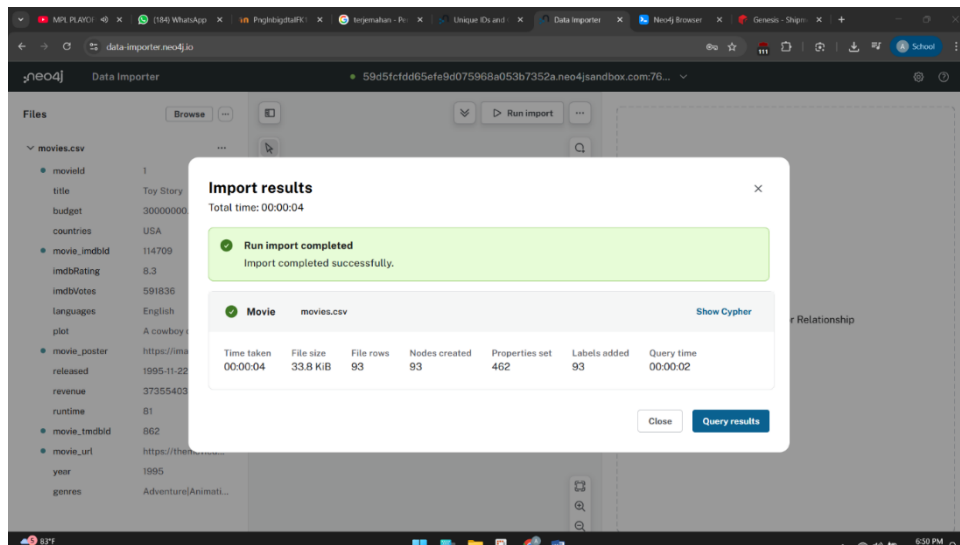 MPL PLAYOF
(184) WhatsApp
PngInbigdtalFK
terjemahan - Pe
Unique IDs and
Data Importer
Neo4j Browser
Genesis - Shipm
data-importer.neo4j.io
School
neo4j
Data Importer
59d5fcfdd65efe9d075968a053b7352a.neo4jsandbox.com:76...
Files
Browse
Run import
movies.csv
movieId 1
title Toy Story
budget 30000000
countries USA
movie_imdbId 114709
imdbRating 8.3
imdbVotes 591836
languages English
plot A cowboy
movie_poster https://ima
released 1995-11-22
revenue 37355403
runtime 81
movie_tmdbId 862
movie_url https://themovied...
year 1995
genres Adventure|Animati...
r Relationship
Import results
Total time: 00:00:04
Run import completed
Import completed successfully.
Movie movies.csv Show Cypher
Time taken File size File rows Nodes created Properties set Labels added Query time
00:00:04 33.8 KiB 93 93 462 93 00:00:02
Close Query results
5 83°F
6:50 PM